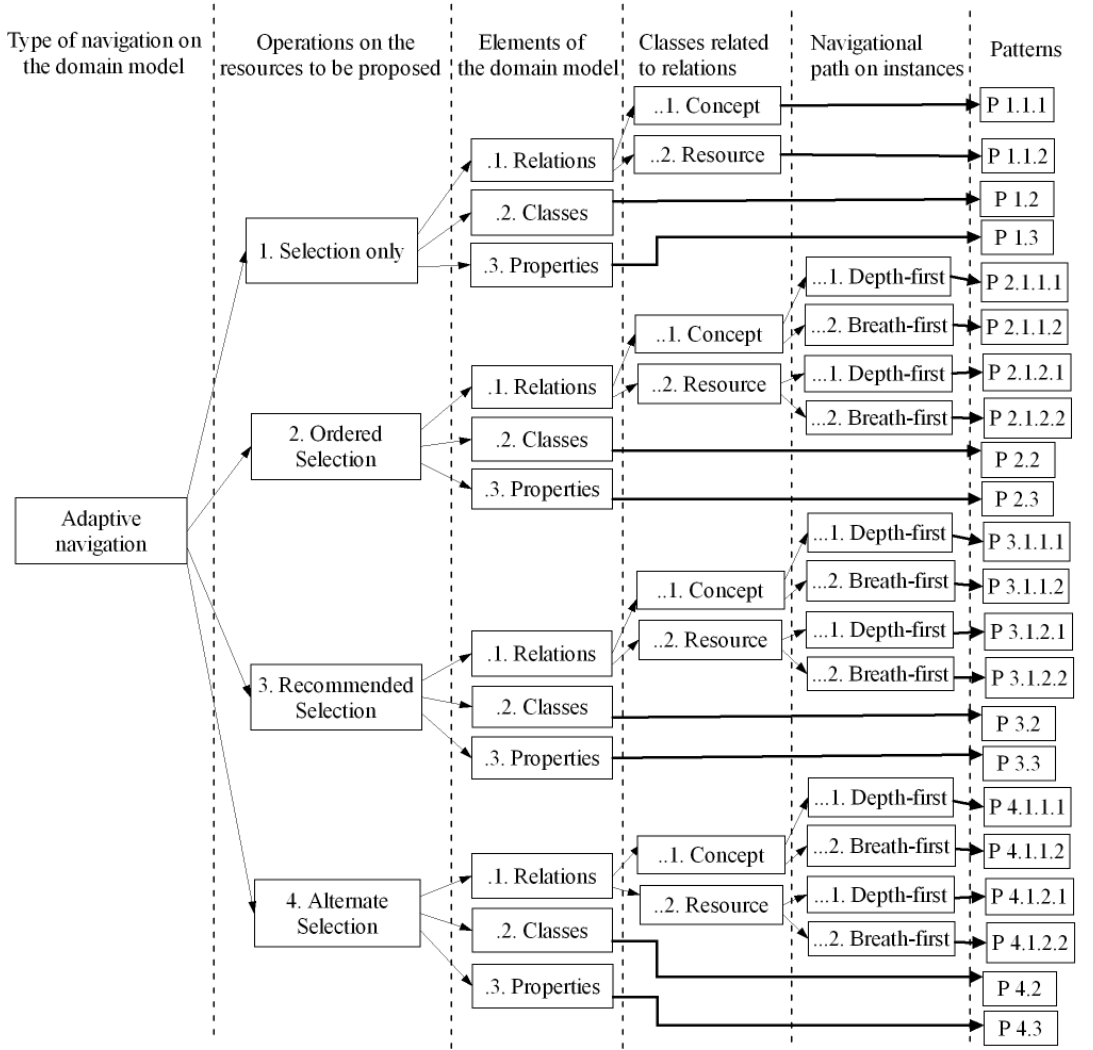 Type of navigation on
the domain model
Operations on the
resources to be proposed
Elements of
the domain model
Classes related
to relations
Navigational
path on instances
Patterns
..1. Concept
P 1.1.1
.1. Relations
..2. Resource
P 1.1.2
.2. Classes
P 1.2
1. Selection only
P 1.3
.3. Properties
...1. Depth-first
P 2.1.1.1
..1. Concept
...2. Breath-first
P 2.1.1.2
.1. Relations
..2. Resource
...1. Depth-first
P 2.1.2.1
...2. Breath-first
P 2.1.2.2
2. Ordered
Selection
.2. Classes
P 2.2
.3. Properties
P 2.3
Adaptive
navigation
...1. Depth-first
P 3.1.1.1
..1. Concept
...2. Breath-first
P 3.1.1.2
.1. Relations
..2. Resource
...1. Depth-first
P 3.1.2.1
...2. Breath-first
P 3.1.2.2
3. Recommended
Selection
.2. Classes
P 3.2
.3. Properties
P 3.3
...1. Depth-first
P 4.1.1.1
..1. Concept
...2. Breath-first
P 4.1.1.2
.1. Relations
..2. Resource
...1. Depth-first
P 4.1.2.1
4. Alternate
Selection
.2. Classes
...2. Breath-first
P 4.1.2.2
.3. Properties
P 4.2
P 4.3